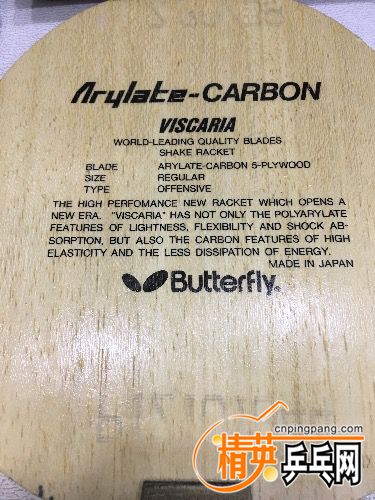 Arylate-CARBON
VISCARIA
WORLD-LEADING QUALITY BLADES
SHAKE RACKET
BLADE ARYLATE-CARBON 5-PLYWOOD
SIZE REGULAR
TYPE OFFENSIVE
THE HIGH PERFOMANCE NEW RACKET WHICH OPENS A
NEW ERA. "VISCARIA" HAS NOT ONLY THE POLYARYLATE
FEATURES OF LIGHTNESS, FLEXIBILITY AND SHOCK AB-
SORPTION, BUT ALSO THE CARBON FEATURES OF HIGH
ELASTICITY AND THE LESS DISSIPATION OF ENERGY.
MADE IN JAPAN
Butterfly
cnpingpang.com
精英乒乓网